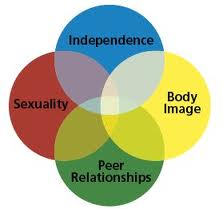 Independence
Sexuality
Body
Image
Peer
Relationships